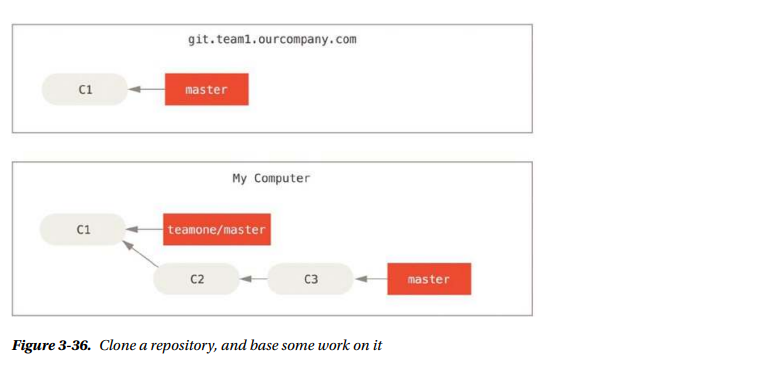 git.team1.ourcompany.com
C1 master
My Computer
C1 teamone/master
C2 C3 master
Figure 3-36. Clone a repository, and base some work on it